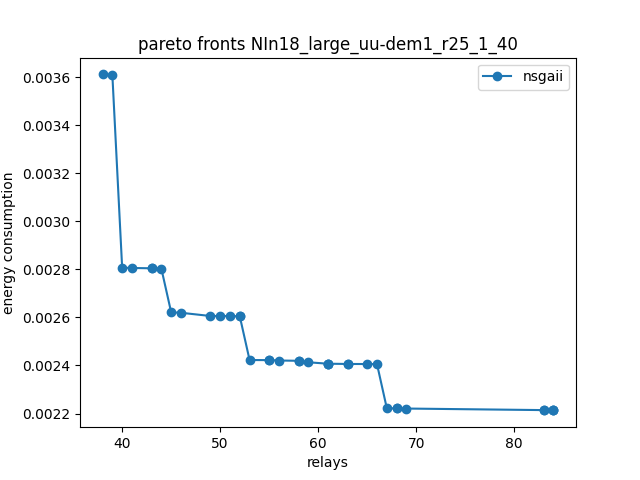 pareto fronts NIn18_large_uu-dem1_r25_1_40
nsgaii
0.0036
0.0034
0.0032
0.0030
0.0028
0.0026
0.0024
0.0022
energy consumption
40 50 60 70 80
relays